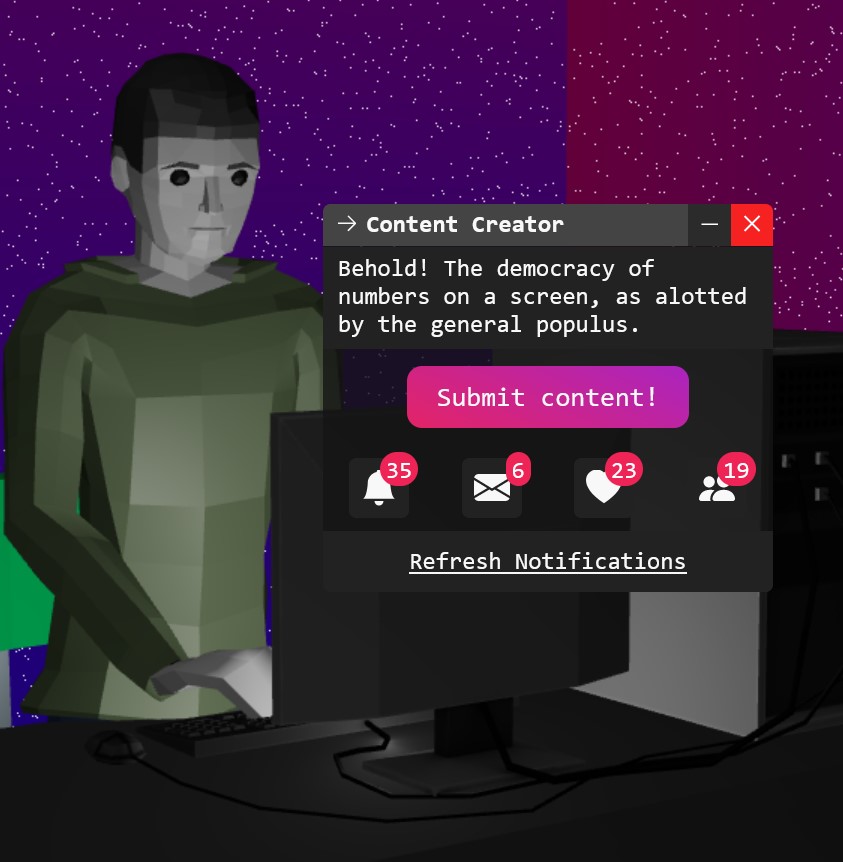 Content Creator
Behold! The democracy of
numbers on a screen, as alotted
by the general populus.
Submit content!
35 6 23 19
Refresh Notifications